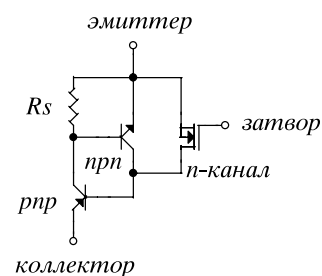 эмиттер
Rs
затвор
npn
n-канал
pnp
коллектор